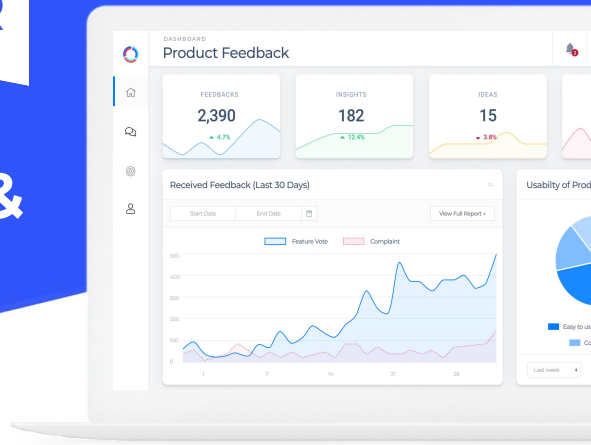 R
&
DASHBOARD
Product Feedback
FEEDBACKS
2,390
4.7%
INSIGHTS
182
12.4%
IDEAS
15
3.8%
Received Feedback (Last 30 Days)
Start Date
End Date
View Full Report
Feature Vote
Complaint
500
400
300
200
100
0
1
7
14
21
28
Usabilty of Prod
Easy to us
Co
Last week